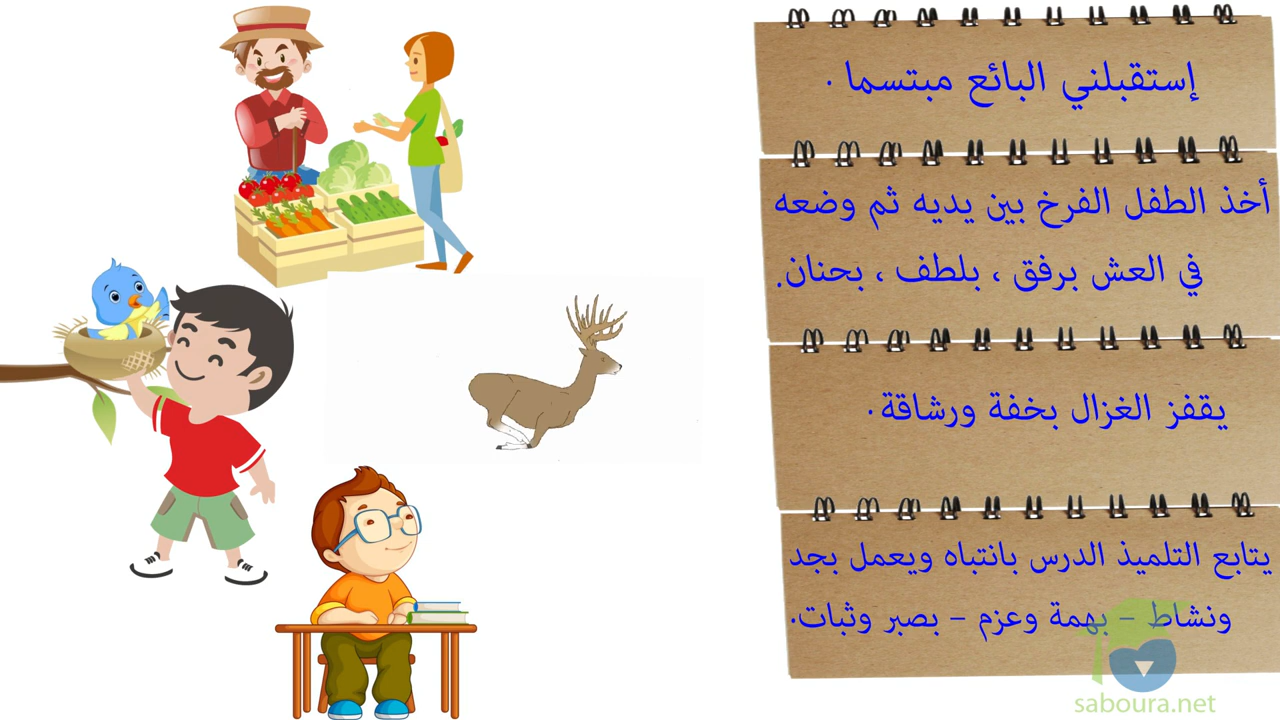 إستقبلني البائع مبتسما .
أخذ الطفل الفرخ بين يديه ثم وضعه
في العش برفق ، بلطف ، بحنان.
يقفز الغزال بخفة ورشاقة .
يتابع التلميذ الدرس بانتباه ويعمل بجد
ونشاط – بهمة وعزم – بصبر وثبات.
saboura.net